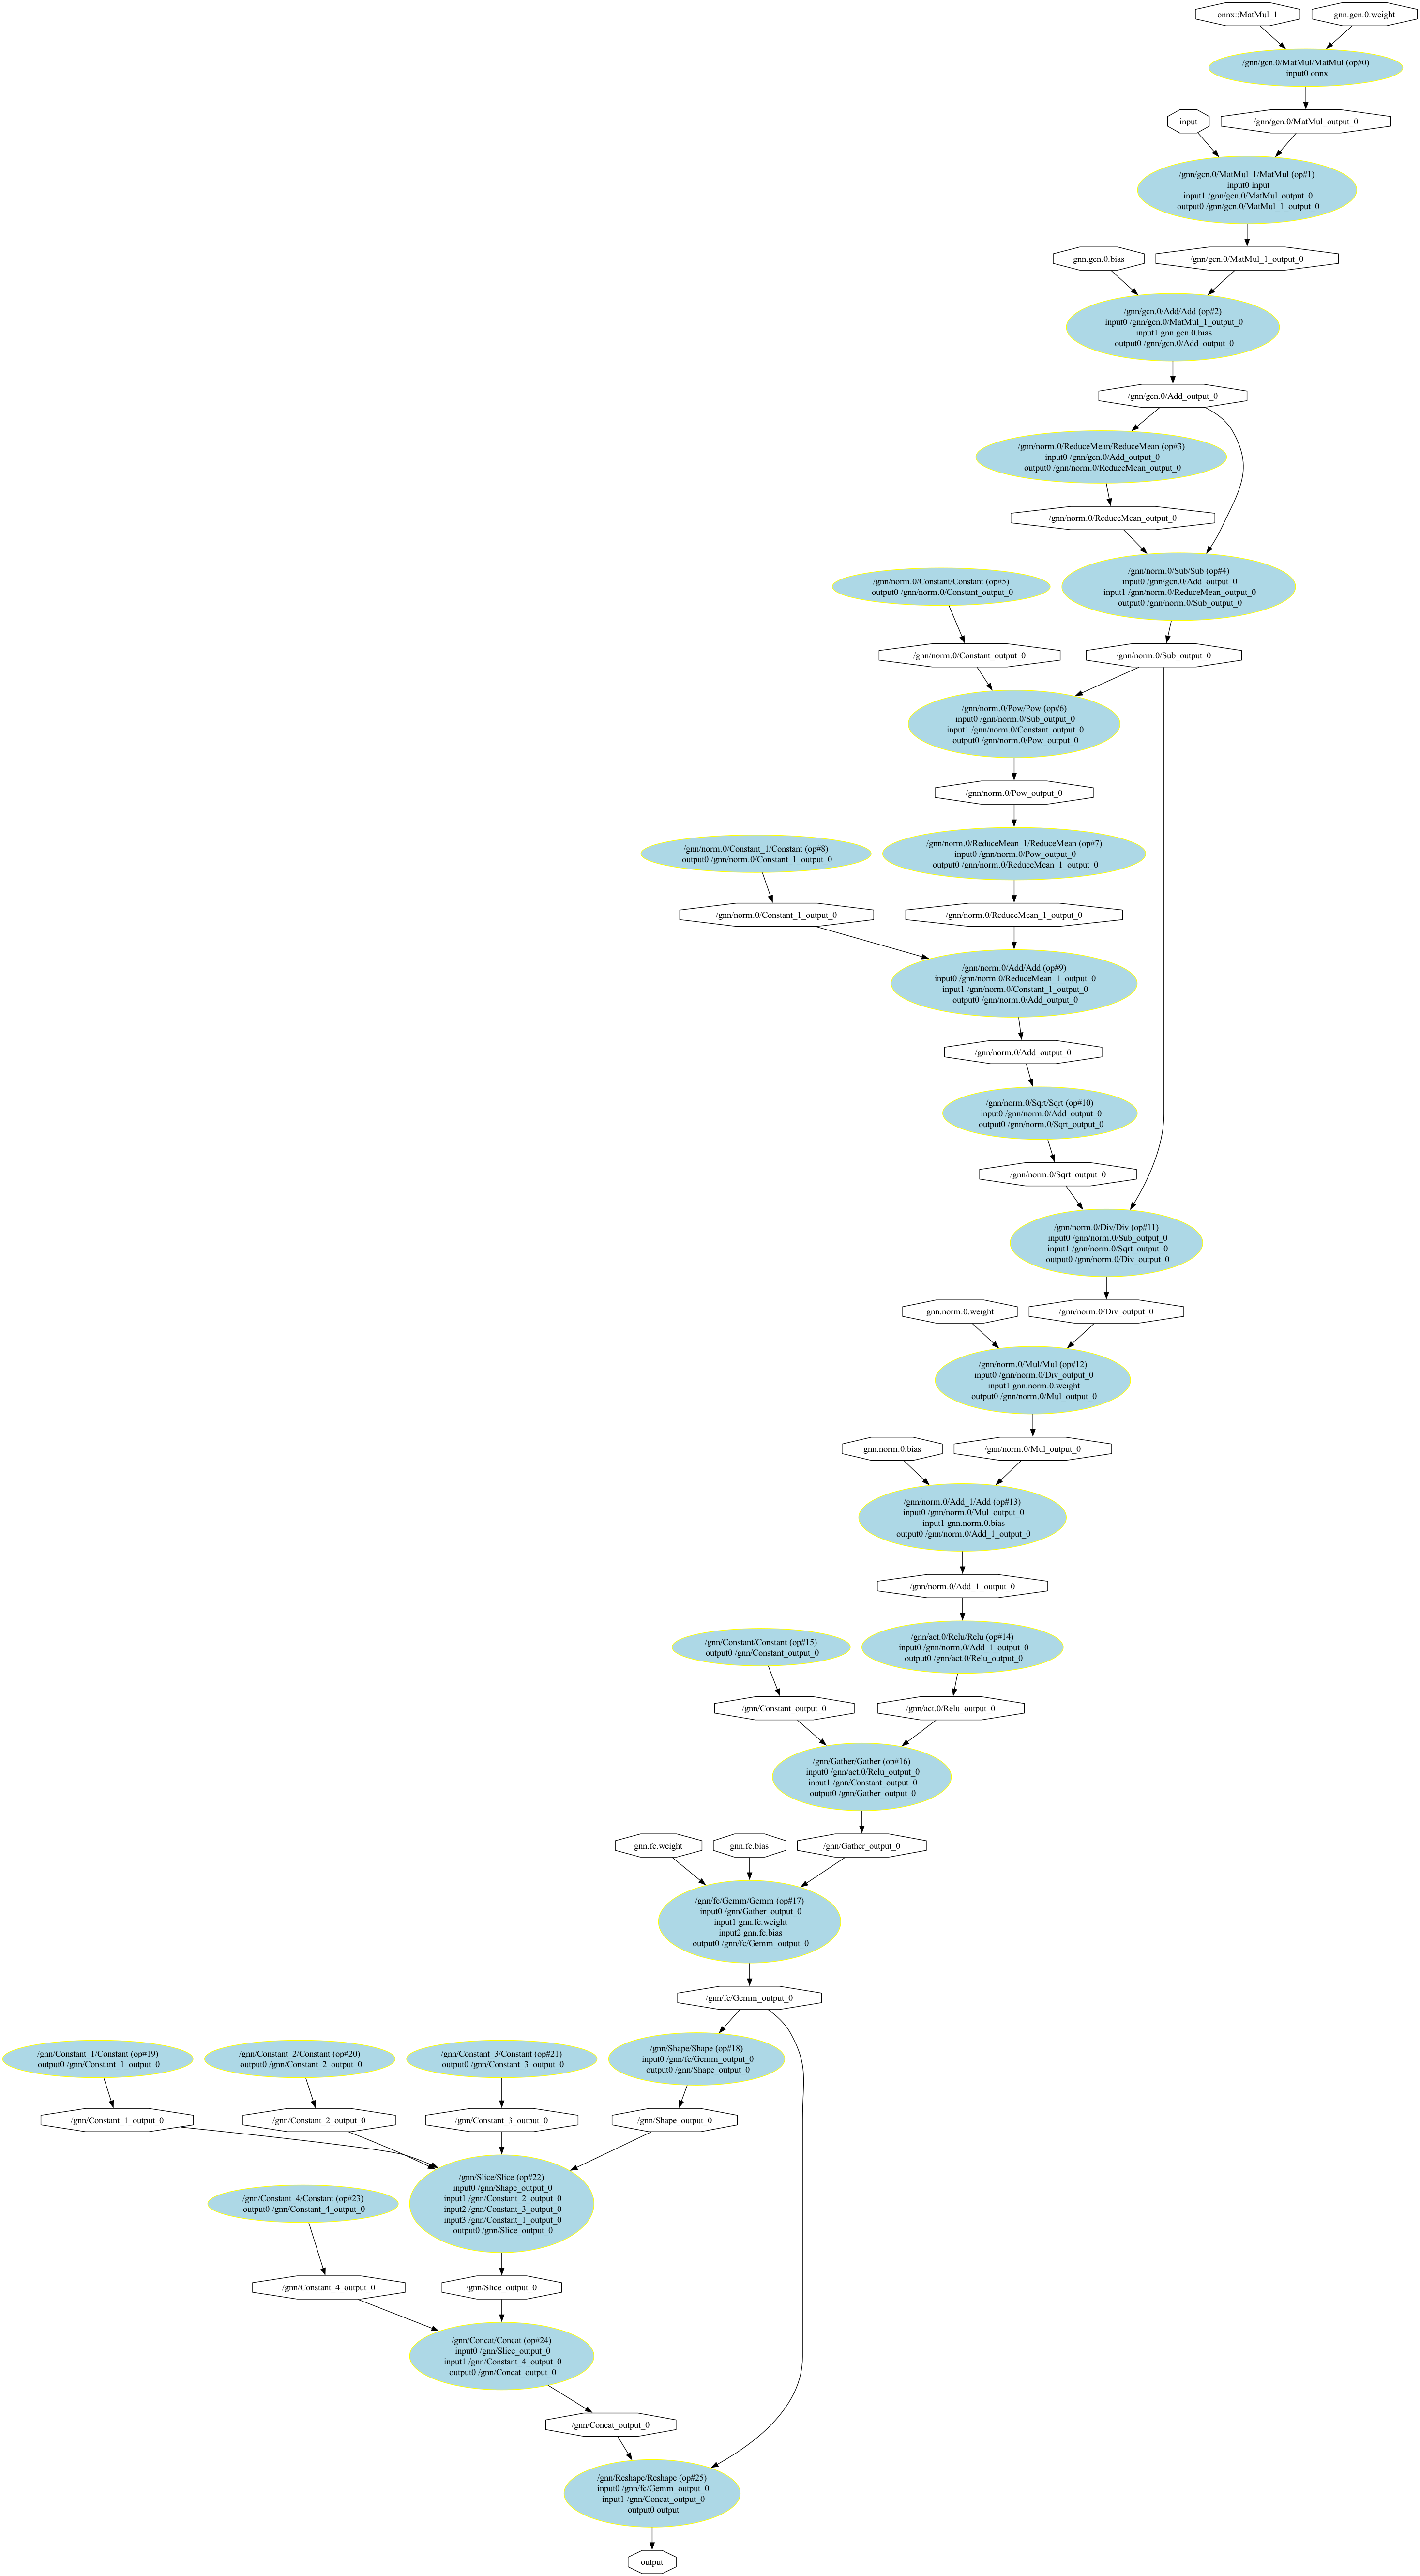 onnx::MatMul_1
gnn.gcn.0.weight
/gnn/gcn.0/MatMul/MatMul (op#0)
input0 onnx
input
/gnn/gcn.0/MatMul_output_0
/gnn/gcn.0/MatMul_1/MatMul (op#1)
input0 input
input1 /gnn/gcn.0/MatMul_output_0
output0 /gnn/gcn.0/MatMul_1_output_0
gnn.gcn.0.bias
/gnn/gcn.0/MatMul_1_output_0
/gnn/gcn.0/Add/Add (op#2)
input0 /gnn/gcn.0/MatMul_1_output_0
input1 gnn.gcn.0.bias
output0 /gnn/gcn.0/Add_output_0
/gnn/gcn.0/Add_output_0
/gnn/norm.0/ReduceMean/ReduceMean (op#3)
input0 /gnn/gcn.0/Add_output_0
output0 /gnn/norm.0/ReduceMean_output_0
/gnn/norm.0/ReduceMean_output_0
/gnn/norm.0/Constant/Constant (op#5)
output0 /gnn/norm.0/Constant_output_0
/gnn/norm.0/Sub/Sub (op#4)
input0 /gnn/gcn.0/Add_output_0
input1 /gnn/norm.0/ReduceMean_output_0
output0 /gnn/norm.0/Sub_output_0
/gnn/norm.0/Constant_output_0
/gnn/norm.0/Sub_output_0
/gnn/norm.0/Pow/Pow (op#6)
input0 /gnn/norm.0/Sub_output_0
input1 /gnn/norm.0/Constant_output_0
output0 /gnn/norm.0/Pow_output_0
/gnn/norm.0/Pow_output_0
/gnn/norm.0/Constant_1/Constant (op#8)
output0 /gnn/norm.0/Constant_1_output_0
/gnn/norm.0/ReduceMean_1/ReduceMean (op#7)
input0 /gnn/norm.0/Pow_output_0
output0 /gnn/norm.0/ReduceMean_1_output_0
/gnn/norm.0/Constant_1_output_0
/gnn/norm.0/ReduceMean_1_output_0
/gnn/norm.0/Add/Add (op#9)
input0 /gnn/norm.0/ReduceMean_1_output_0
input1 /gnn/norm.0/Constant_1_output_0
output0 /gnn/norm.0/Add_output_0
/gnn/norm.0/Add_output_0
/gnn/norm.0/Sqrt/Sqrt (op#10)
input0 /gnn/norm.0/Add_output_0
output0 /gnn/norm.0/Sqrt_output_0
/gnn/norm.0/Sqrt_output_0
/gnn/norm.0/Div/Div (op#11)
input0 /gnn/norm.0/Sub_output_0
input1 /gnn/norm.0/Sqrt_output_0
output0 /gnn/norm.0/Div_output_0
gnn.norm.0.weight
/gnn/norm.0/Div_output_0
/gnn/norm.0/Mul/Mul (op#12)
input0 /gnn/norm.0/Div_output_0
input1 gnn.norm.0.weight
output0 /gnn/norm.0/Mul_output_0
gnn.norm.0.bias
/gnn/norm.0/Mul_output_0
/gnn/norm.0/Add_1/Add (op#13)
input0 /gnn/norm.0/Mul_output_0
input1 gnn.norm.0.bias
output0 /gnn/norm.0/Add_1_output_0
/gnn/norm.0/Add_1_output_0
/gnn/Constant/Constant (op#15)
output0 /gnn/Constant_output_0
/gnn/act.0/Relu/Relu (op#14)
input0 /gnn/norm.0/Add_1_output_0
output0 /gnn/act.0/Relu_output_0
/gnn/Constant_output_0
/gnn/act.0/Relu_output_0
/gnn/Gather/Gather (op#16)
input0 /gnn/act.0/Relu_output_0
input1 /gnn/Constant_output_0
output0 /gnn/Gather_output_0
gnn.fc.weight
gnn.fc.bias
/gnn/Gather_output_0
/gnn/fc/Gemm/Gemm (op#17)
input0 /gnn/Gather_output_0
input1 gnn.fc.weight
input2 gnn.fc.bias
output0 /gnn/fc/Gemm_output_0
/gnn/fc/Gemm_output_0
/gnn/Constant_1/Constant (op#19)
output0 /gnn/Constant_1_output_0
/gnn/Constant_2/Constant (op#20)
output0 /gnn/Constant_2_output_0
/gnn/Constant_3/Constant (op#21)
output0 /gnn/Constant_3_output_0
/gnn/Shape/Shape (op#18)
input0 /gnn/fc/Gemm_output_0
output0 /gnn/Shape_output_0
/gnn/Constant_1_output_0
/gnn/Constant_2_output_0
/gnn/Constant_3_output_0
/gnn/Shape_output_0
/gnn/Constant_4/Constant (op#23)
output0 /gnn/Constant_4_output_0
/gnn/Slice/Slice (op#22)
input0 /gnn/Shape_output_0
input1 /gnn/Constant_2_output_0
input2 /gnn/Constant_3_output_0
input3 /gnn/Constant_1_output_0
output0 /gnn/Slice_output_0
/gnn/Constant_4_output_0
/gnn/Slice_output_0
/gnn/Concat/Concat (op#24)
input0 /gnn/Slice_output_0
input1 /gnn/Constant_4_output_0
output0 /gnn/Concat_output_0
/gnn/Concat_output_0
/gnn/Reshape/Reshape (op#25)
input0 /gnn/fc/Gemm_output_0
input1 /gnn/Concat_output_0
output0 output
output